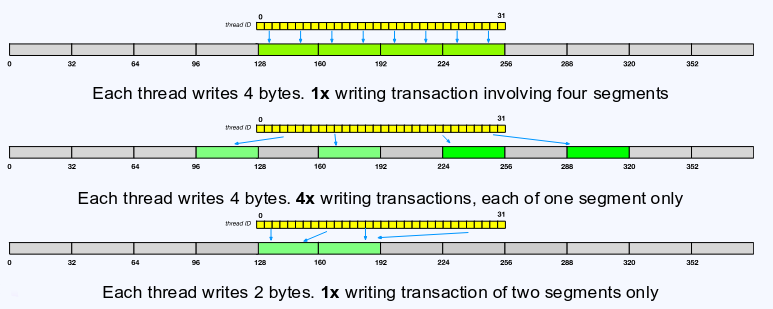 0 31
thread ID
0 32 64 96 128 160 192 224 256 288 320 352
Each thread writes 4 bytes. 1x writing transaction involving four segments
0 31
thread ID
0 32 64 96 128 160 192 224 256 288 320 352
Each thread writes 4 bytes. 4x writing transactions, each of one segment only
0 31
thread ID
0 32 64 96 128 160 192 224 256 288 320 352
Each thread writes 2 bytes. 1x writing transaction of two segments only